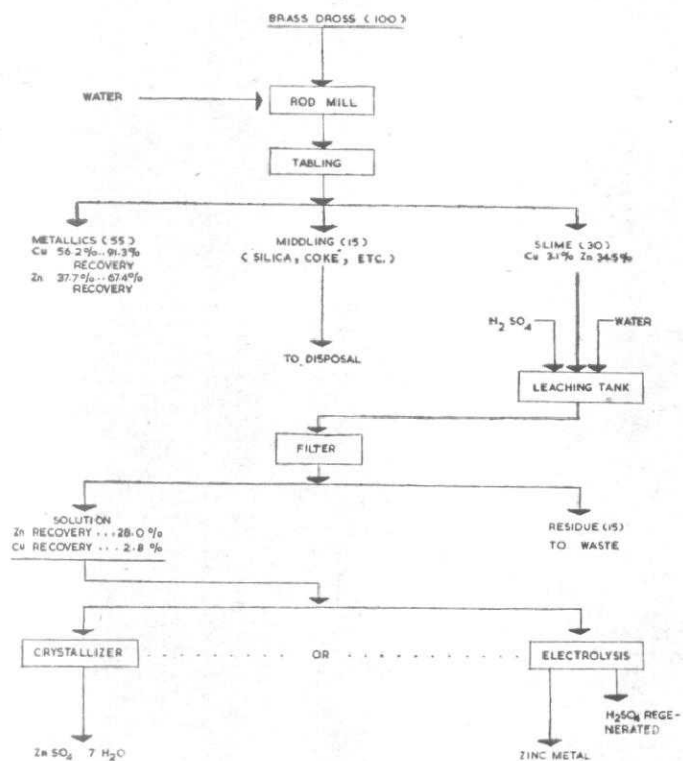 BRASS DROSS (100)
WATER
ROD MILL
TABLING
METALLICS (55)
Cu 56.2%..91.3%
RECOVERY
Zn 37.7%..67.4%
RECOVERY
MIDDLING (15)
(SILICA, COKE, ETC.)
SLIME (30)
Cu 3.1% Zn 34.5%
TO DISPOSAL
H2SO4
WATER
LEACHING TANK
FILTER
SOLUTION
Zn RECOVERY ...28.0%
Cu RECOVERY ...2.8%
RESIDUE (15)
TO WASTE
CRYSTALLIZER
OR
ELECTROLYSIS
H2SO4 REGE-
NERATED
Zn SO4 7 H2O
ZINC METAL